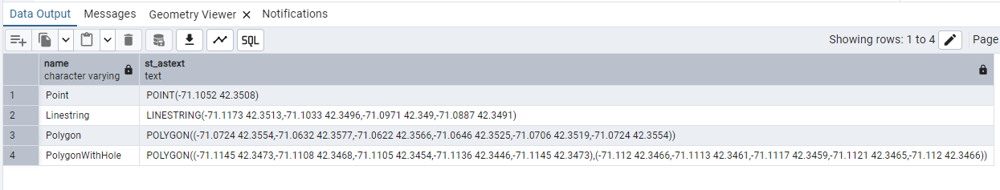 Data Output Messages Geometry Viewer Notifications
SQL Showing rows: 1 to 4 Page
name st_astext
character varying text
1 Point POINT(-71.1052 42.3508)
2 Linestring LINESTRING(-71.1173 42.3513,-71.1033 42.3496,-71.0971 42.349,-71.0887 42.3491)
3 Polygon POLYGON((-71.0724 42.3554,-71.0632 42.3577,-71.0622 42.3566,-71.0646 42.3525,-71.0706 42.3519,-71.0724 42.3554))
4 PolygonWithHole POLYGON((-71.1145 42.3473,-71.1108 42.3468,-71.1105 42.3454,-71.1136 42.3446,-71.1145 42.3473),(-71.112 42.3466,-71.1113 42.3461,-71.1117 42.3459,-71.1121 42.3465,-71.112 42.3466))